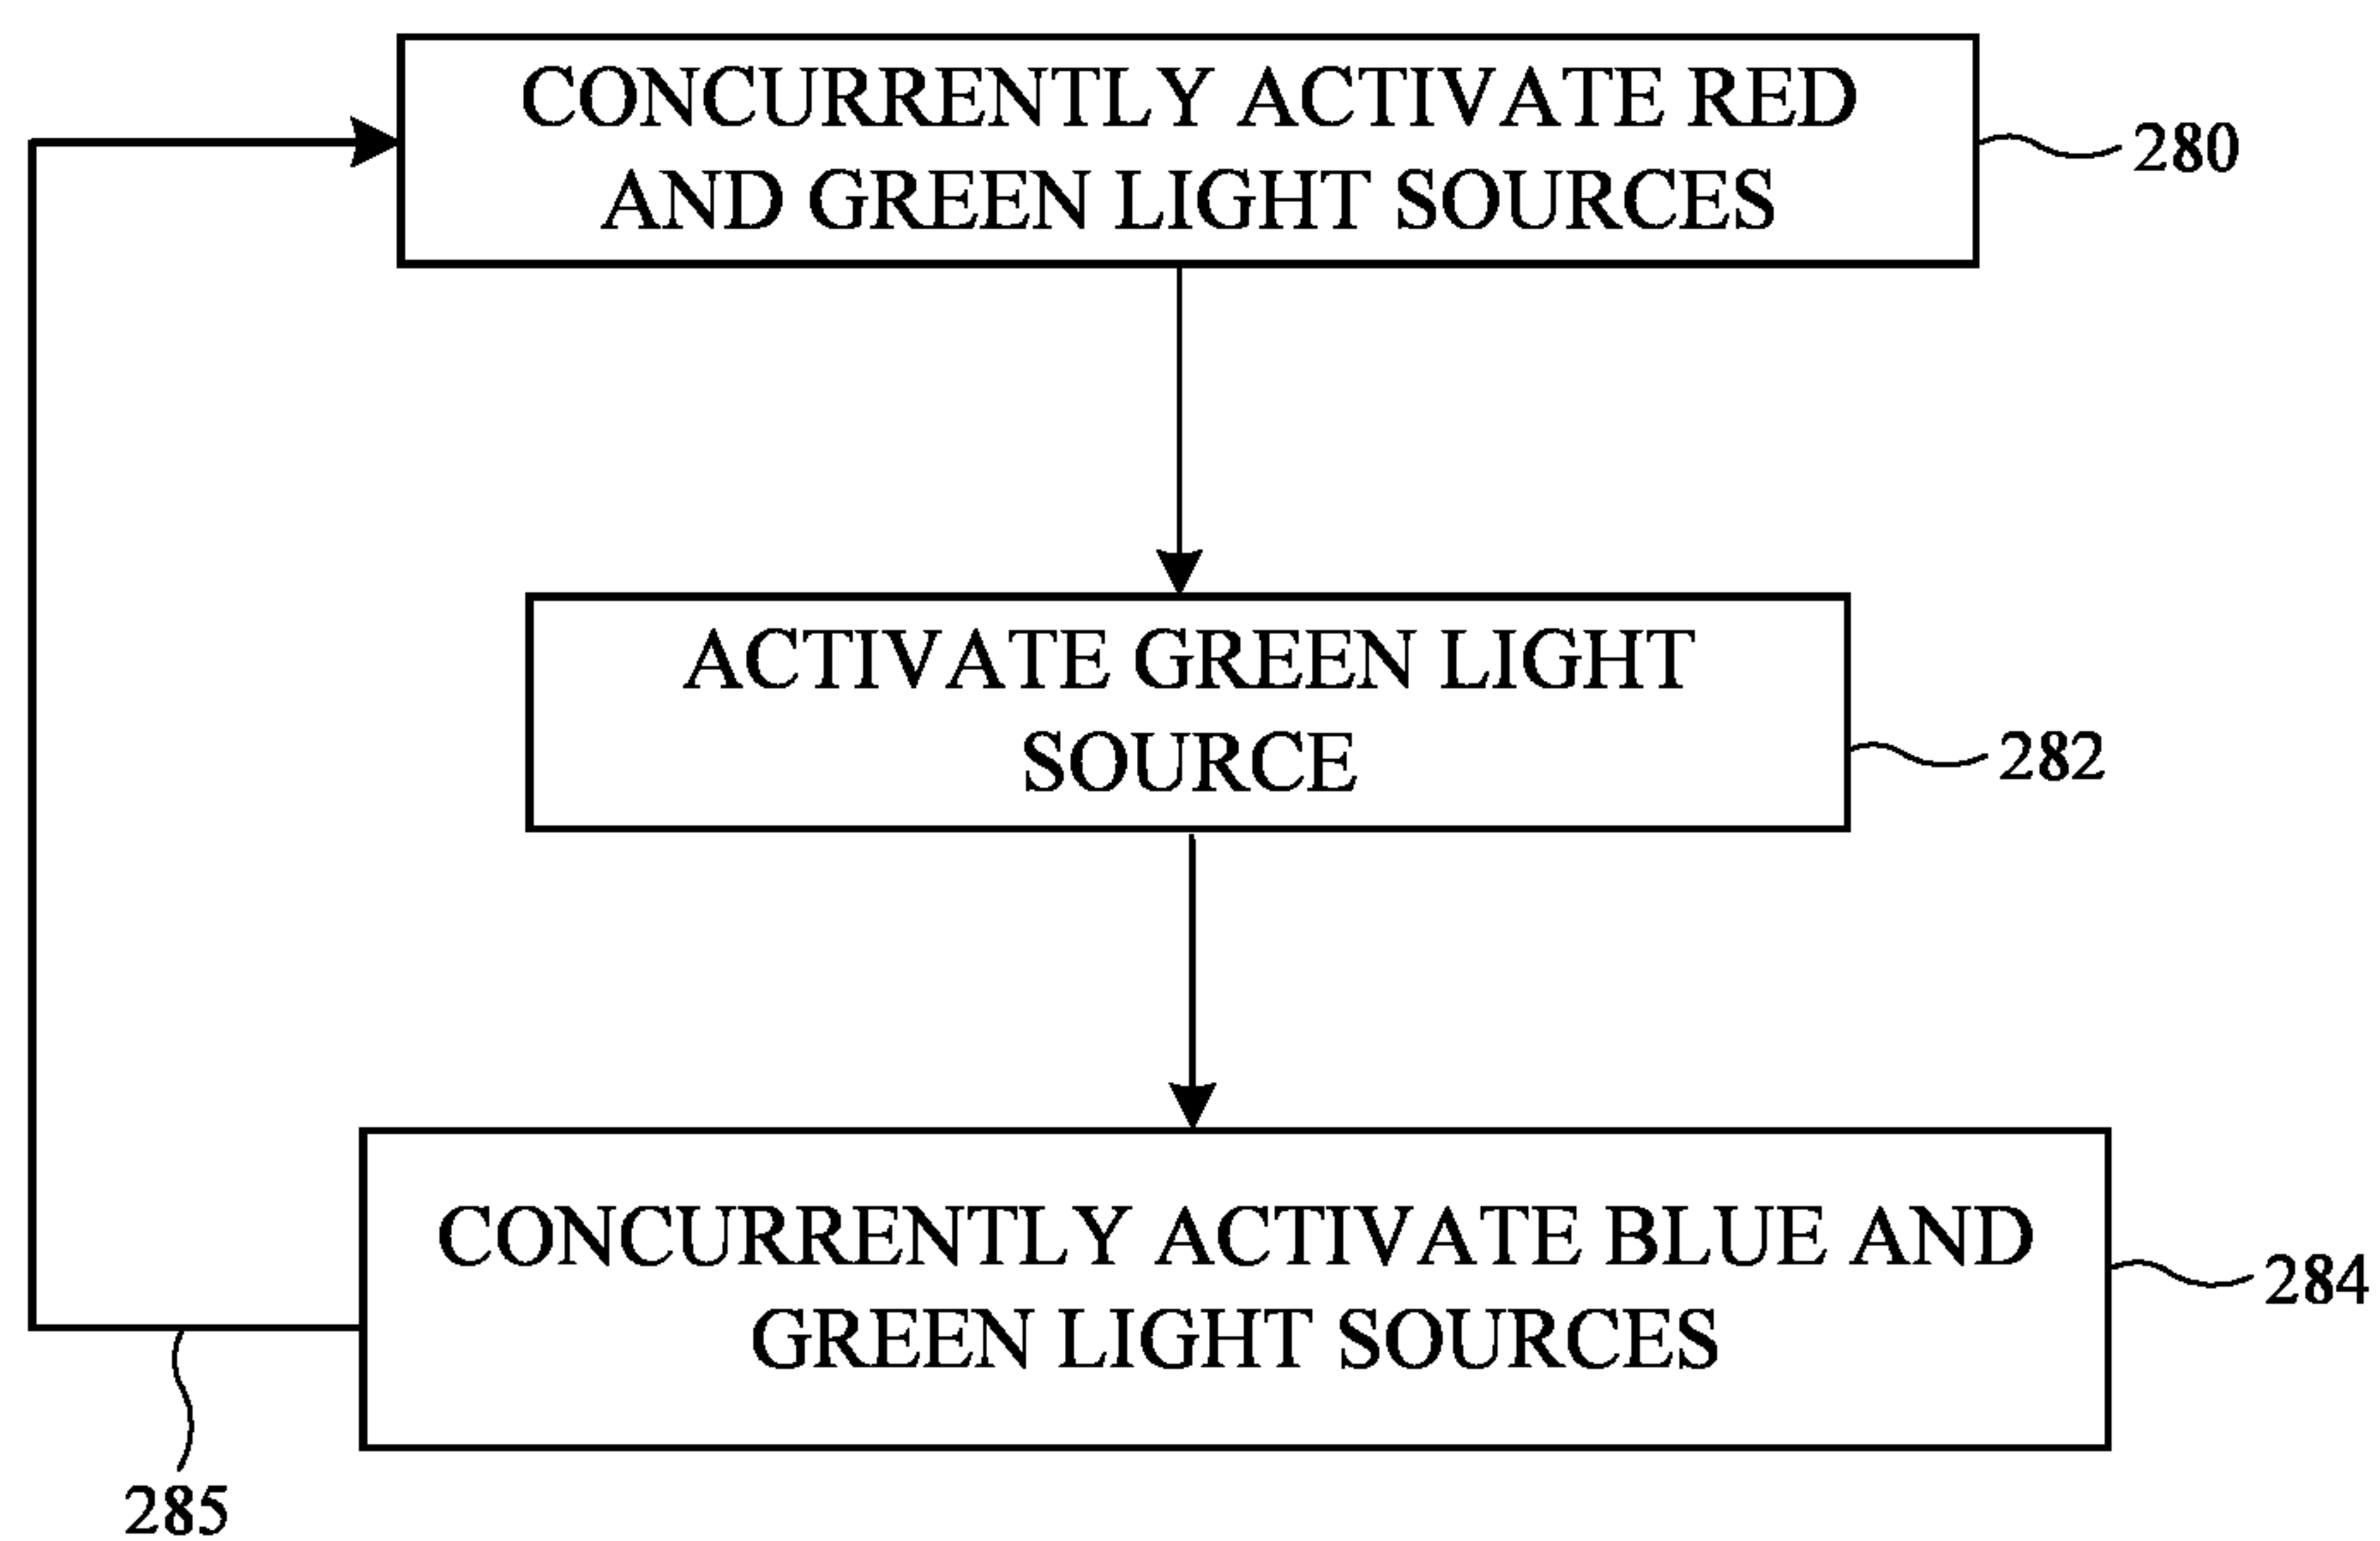 CONCURRENTLY ACTIVATE RED
AND GREEN LIGHT SOURCES
280
ACTIVATE GREEN LIGHT
SOURCE
282
CONCURRENTLY ACTIVATE BLUE AND
GREEN LIGHT SOURCES
284
285